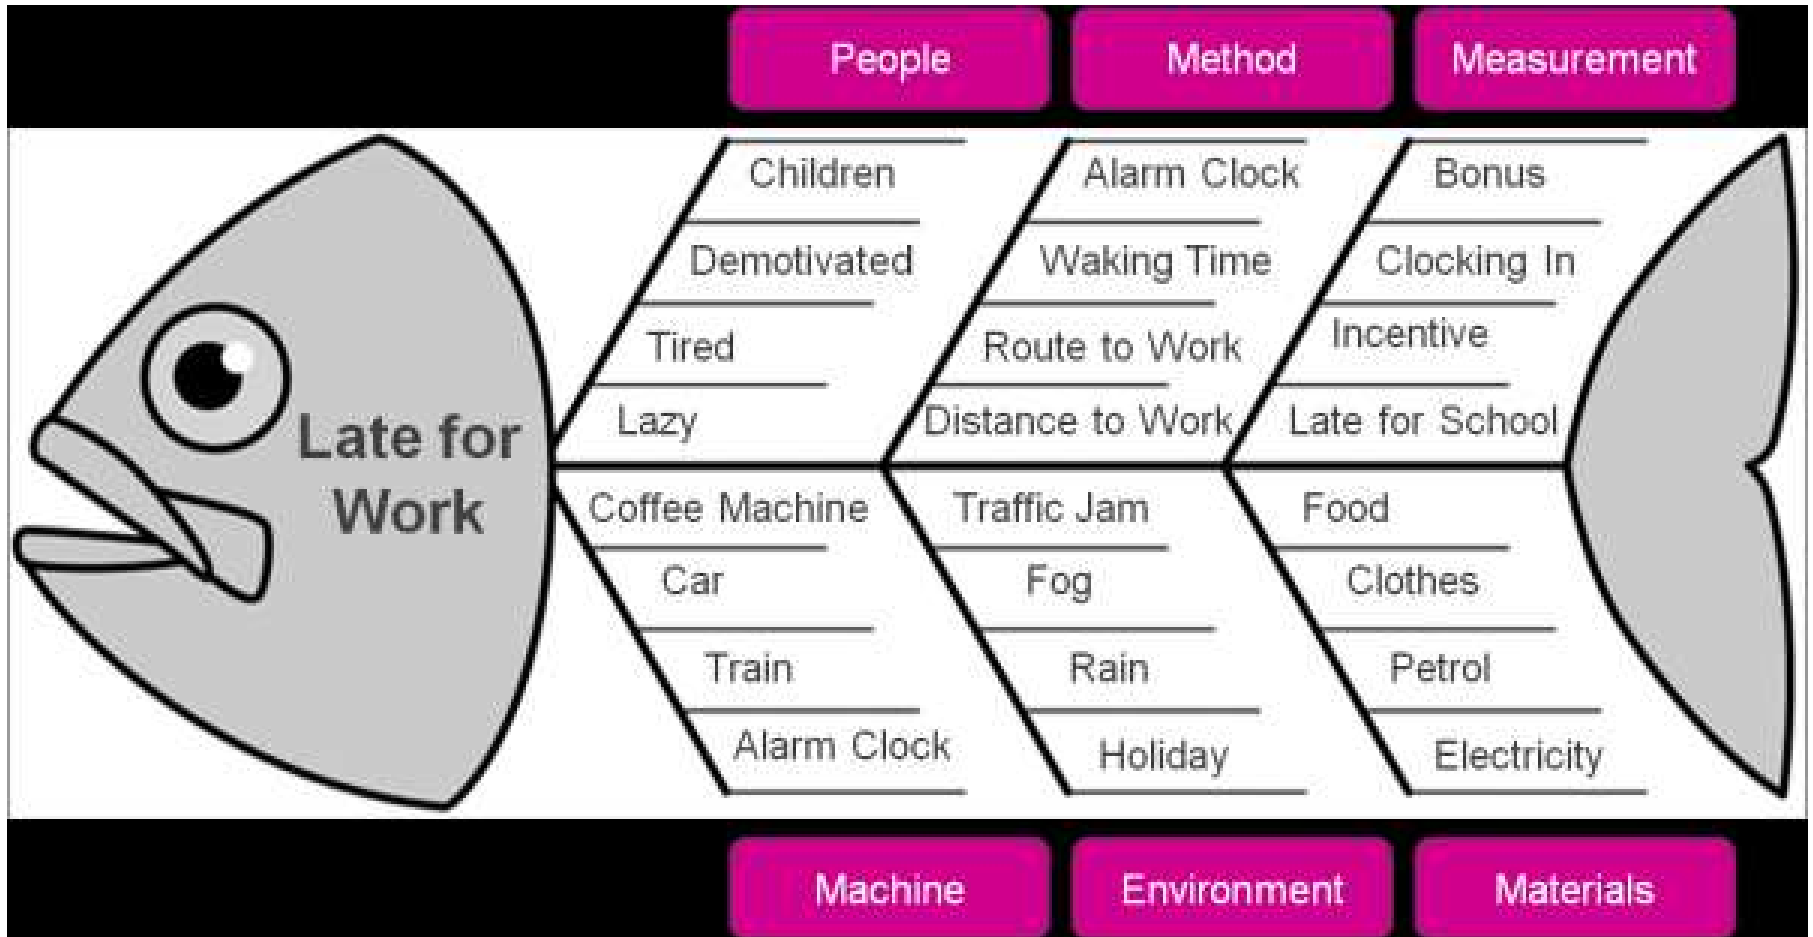 People
Method
Measurement
Children
Demotivated
Tired
Lazy
Alarm Clock
Waking Time
Route to Work
Distance to Work
Bonus
Clocking In
Incentive
Late for School
Late for
Work
Coffee Machine
Car
Train
Alarm Clock
Traffic Jam
Fog
Rain
Holiday
Food
Clothes
Petrol
Electricity
Machine
Environment
Materials